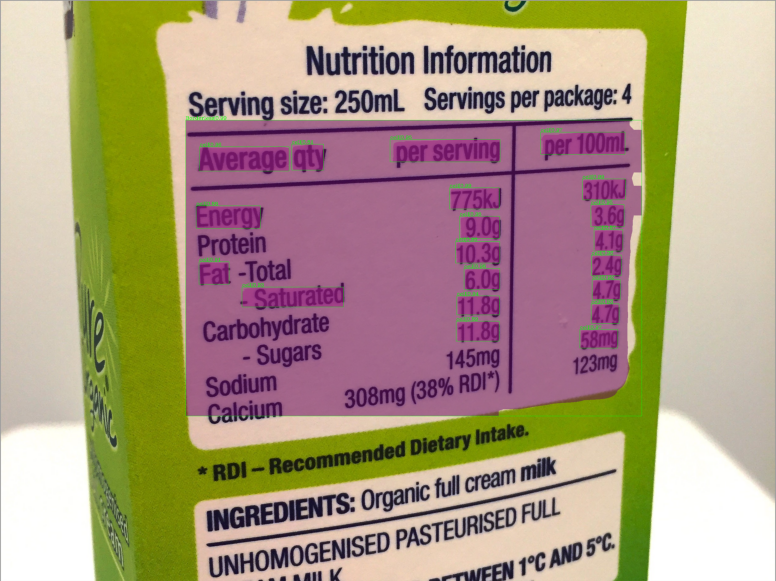 Nutrition Information
Serving size: 250mL Servings per package: 4
Average qty per serving per 100mL
Energy 775kJ 310kJ
Protein 9.0g 3.6g
Fat -Total 10.3g 4.1g
- Saturated 6.0g 2.4g
Carbohydrate 11.8g 4.7g
- Sugars 11.8g 4.7g
Sodium 145mg 58mg
Calcium 308mg (38% RDI*) 123mg
* RDI – Recommended Dietary Intake.
INGREDIENTS: Organic full cream milk
UNHOMOGENISED PASTEURISED FULL
MILK
BETWEEN 1°C AND 5°C.